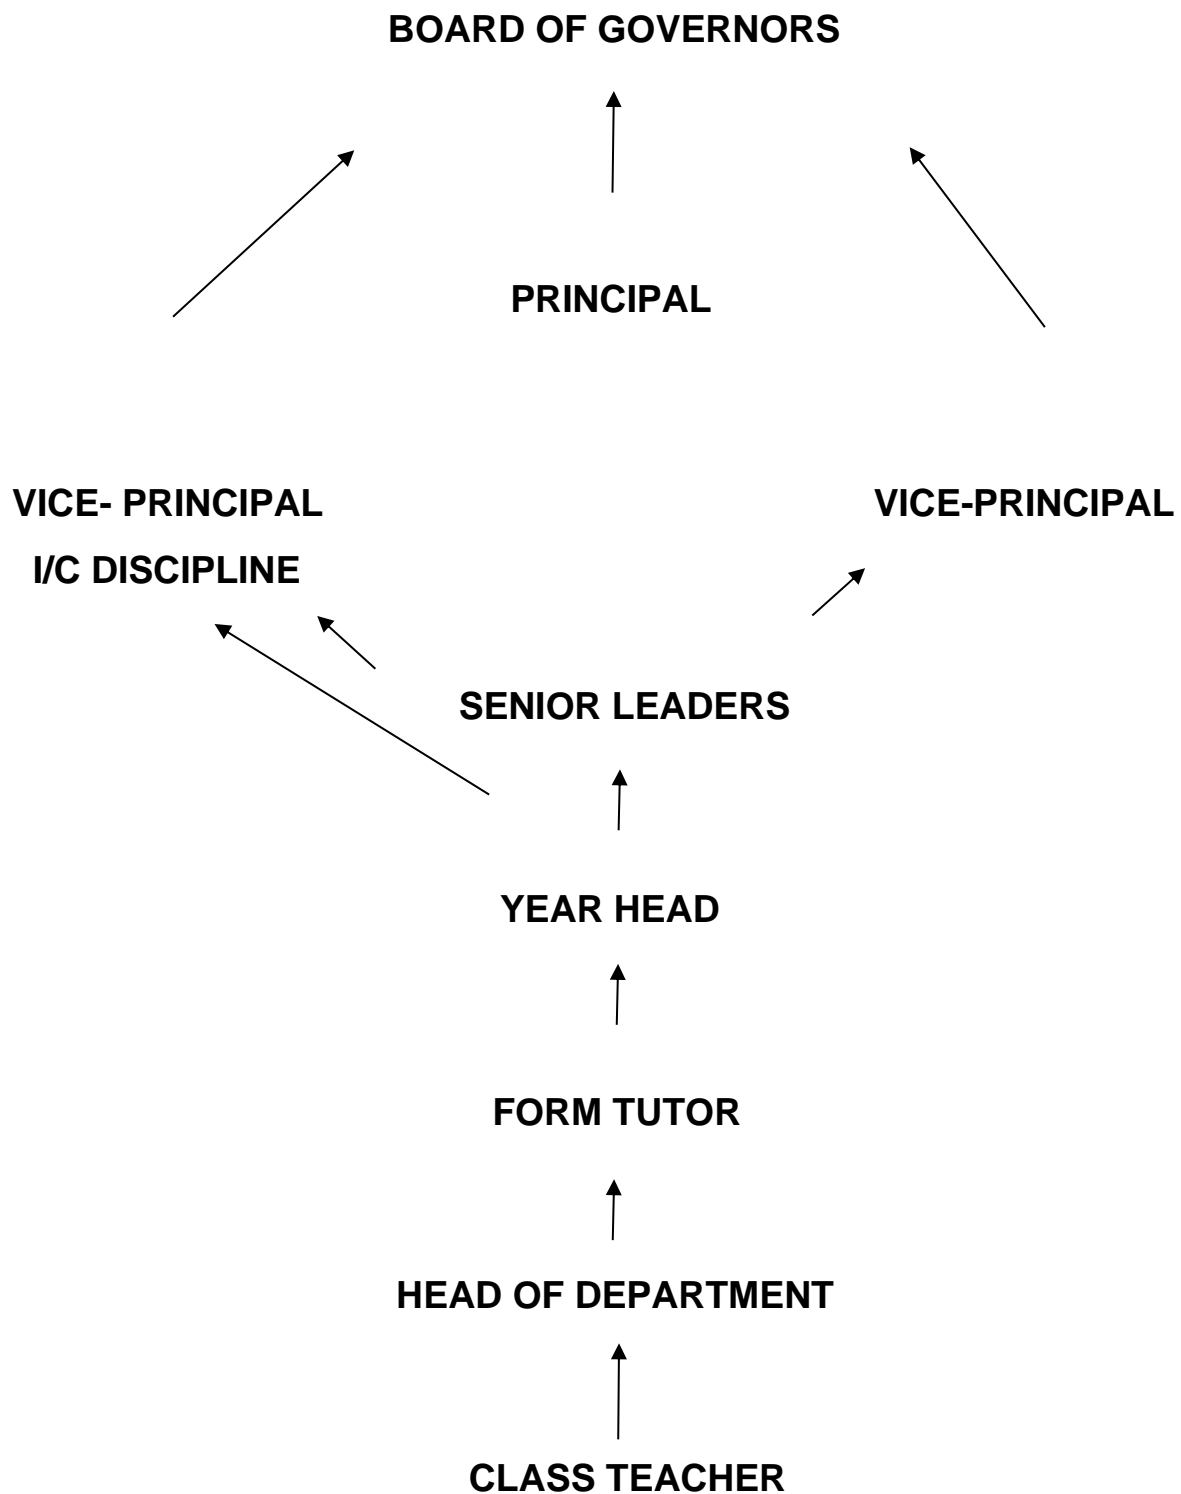 BOARD OF GOVERNORS
PRINCIPAL
VICE- PRINCIPAL
I/C DISCIPLINE
VICE-PRINCIPAL
SENIOR LEADERS
YEAR HEAD
FORM TUTOR
HEAD OF DEPARTMENT
CLASS TEACHER